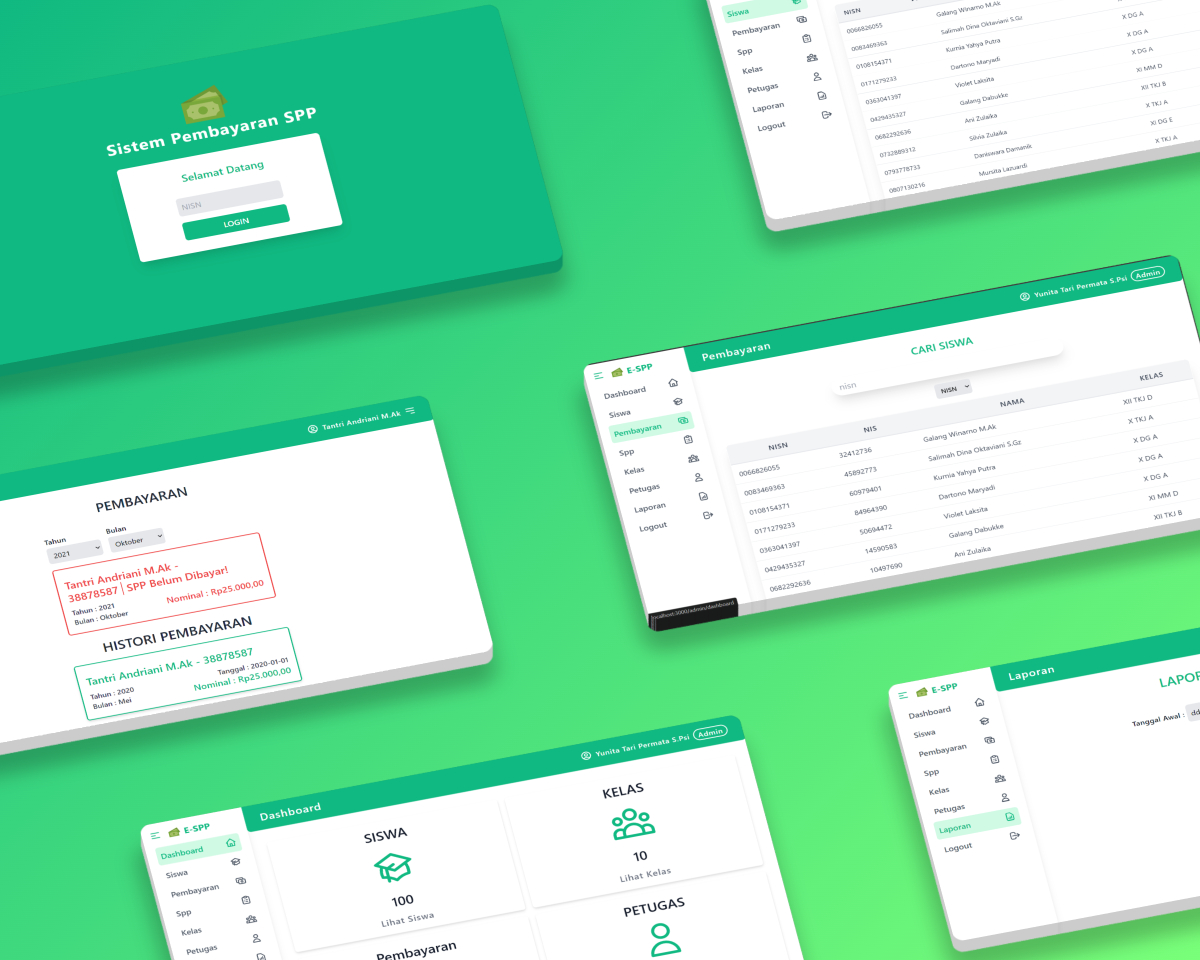 Sistem Pembayaran SPP
Selamat Datang
NISN
LOGIN
Siswa
Pembayaran
Spp
Kelas
Petugas
Laporan
Logout
NISN
0066826055 Galang Winarno M.Ak
0083469363 Salimah Dina Oktaviani S.Gz X DG A
0108154371 Kurnia Yahya Putra X DG A
0171279233 Dartono Maryadi X DG A
0363041397 Violet Laksita XI MM D
0429435327 Galang Dabukke XII TKJ B
0682292636 Ani Zulaika X TKJ A
0732889312 Silvia Zulaika XI DG E
0793778733 Daniswara Damanik X TKJ A
0807130216 Mursita Lazuardi
E-SPP
Dashboard
Siswa
Pembayaran
Spp
Kelas
Petugas
Laporan
Logout
Pembayaran
Yunita Tari Permata S.Psi Admin
CARI SISWA
nisn
NISN
NISN NIS NAMA KELAS
0066826055 32412736 Galang Winarno M.Ak XII TKJ D
0083469363 45892773 Salimah Dina Oktaviani S.Gz X TKJ A
0108154371 60979401 Kurnia Yahya Putra X DG A
0171279233 84964390 Dartono Maryadi X DG A
0363041397 50694472 Violet Laksita X DG A
0429435327 14590583 Galang Dabukke XI MM D
0682292636 10497690 Ani Zulaika XII TKJ B
localhost:3000/admin/dashboard
Tantri Andriani M.Ak
PEMBAYARAN
Tahun Bulan
2021 Oktober
Tantri Andriani M.Ak -
38878587 | SPP Belum Dibayar!
Tahun : 2021
Bulan : Oktober
Nominal : Rp25.000,00
HISTORI PEMBAYARAN
Tantri Andriani M.Ak - 38878587
Tahun : 2020
Bulan : Mei
Tanggal : 2020-01-01
Nominal : Rp25.000,00
E-SPP
Dashboard
Siswa
Pembayaran
Spp
Kelas
Petugas
Dashboard
Yunita Tari Permata S.Psi Admin
SISWA
100
Lihat Siswa
KELAS
10
Lihat Kelas
Pembayaran
PETUGAS
E-SPP
Dashboard
Siswa
Pembayaran
Spp
Kelas
Petugas
Laporan
Logout
Laporan
LAPOR
Tanggal Awal : dd